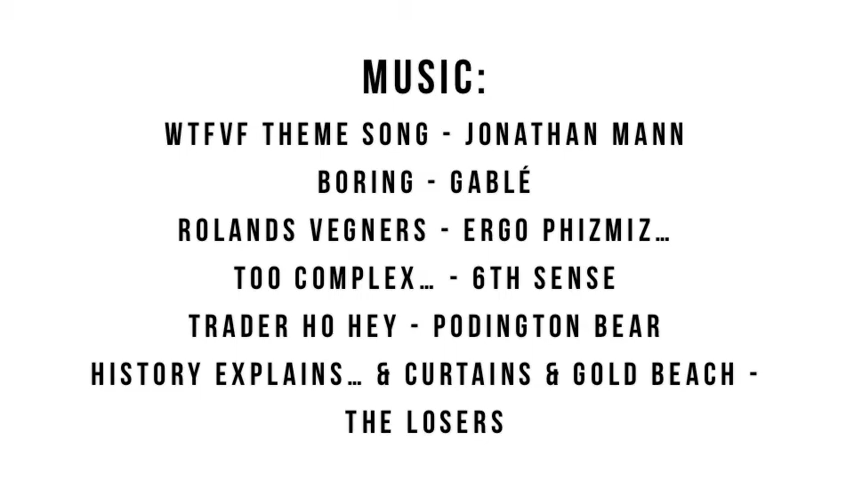 MUSIC:
WTFVF THEME SONG - JONATHAN MANN
BORING - GABLÉ
ROLANDS VEGNERS - ERGO PHIZMIZ…
TOO COMPLEX… - 6TH SENSE
TRADER HO HEY - PODINGTON BEAR
HISTORY EXPLAINS… & CURTAINS & GOLD BEACH -
THE LOSERS